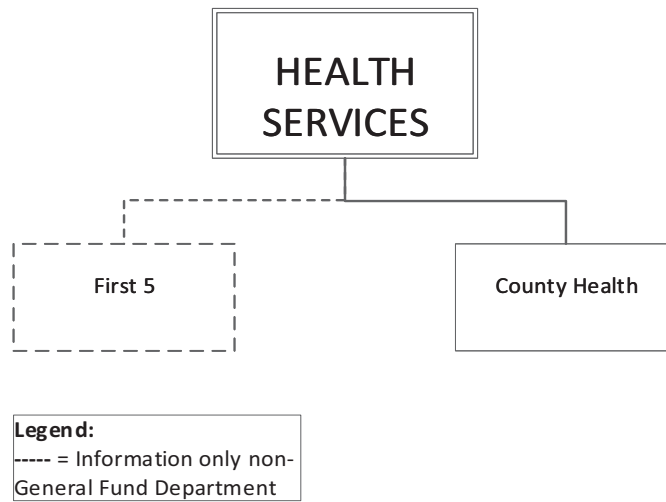 HEALTH
SERVICES
First 5
County Health
Legend:
----- = Information only non-
General Fund Department